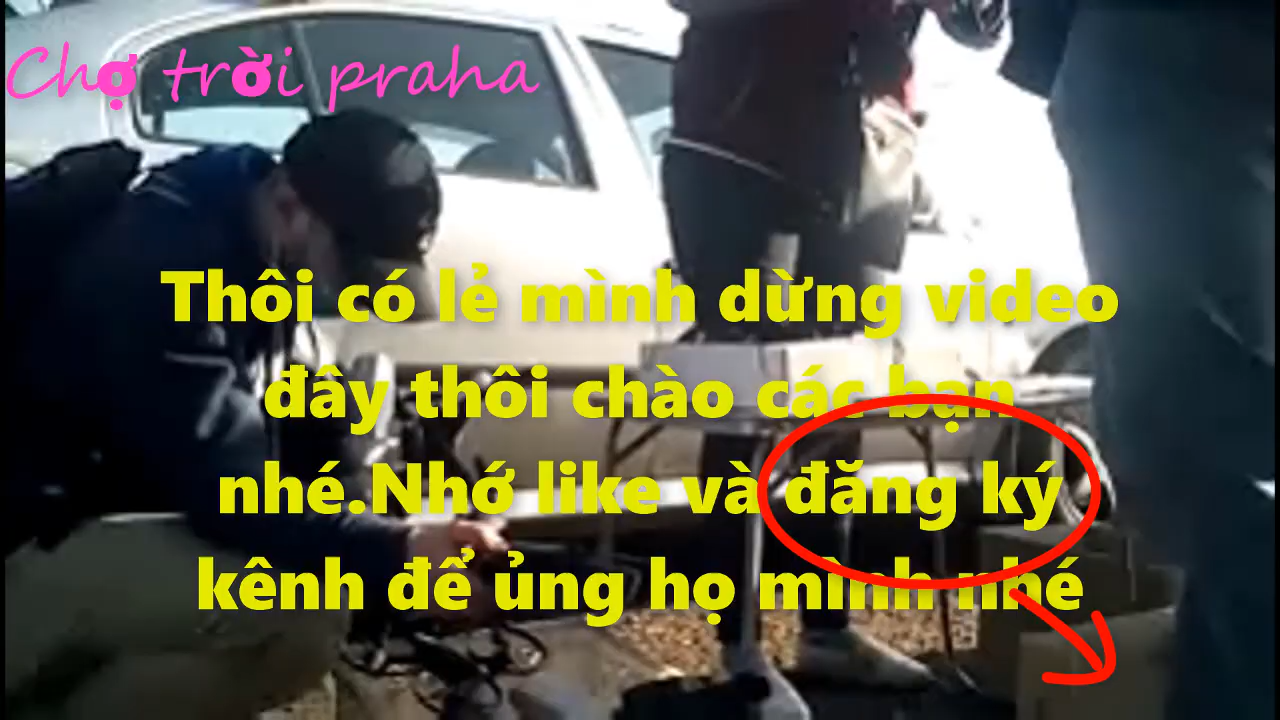 Chợ trời praha
Thôi có lẻ mình dừng video
đây thôi chào các bạn
nhé.Nhớ like và đăng ký
kênh để ủng họ mình nhé